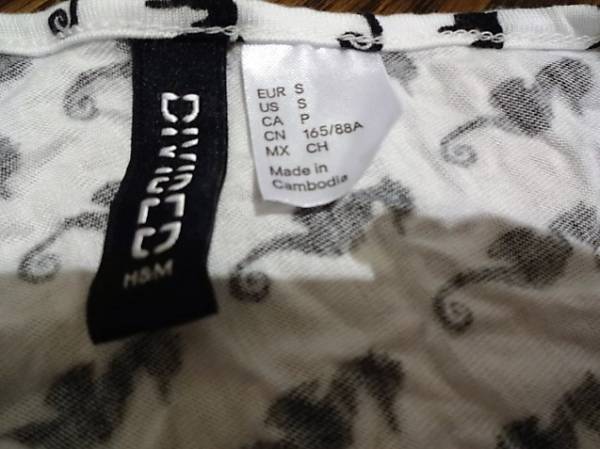 DIVIDED
H&M
EUR S
US S
CA P
CN 165/88A
MX CH
Made in
Cambodia